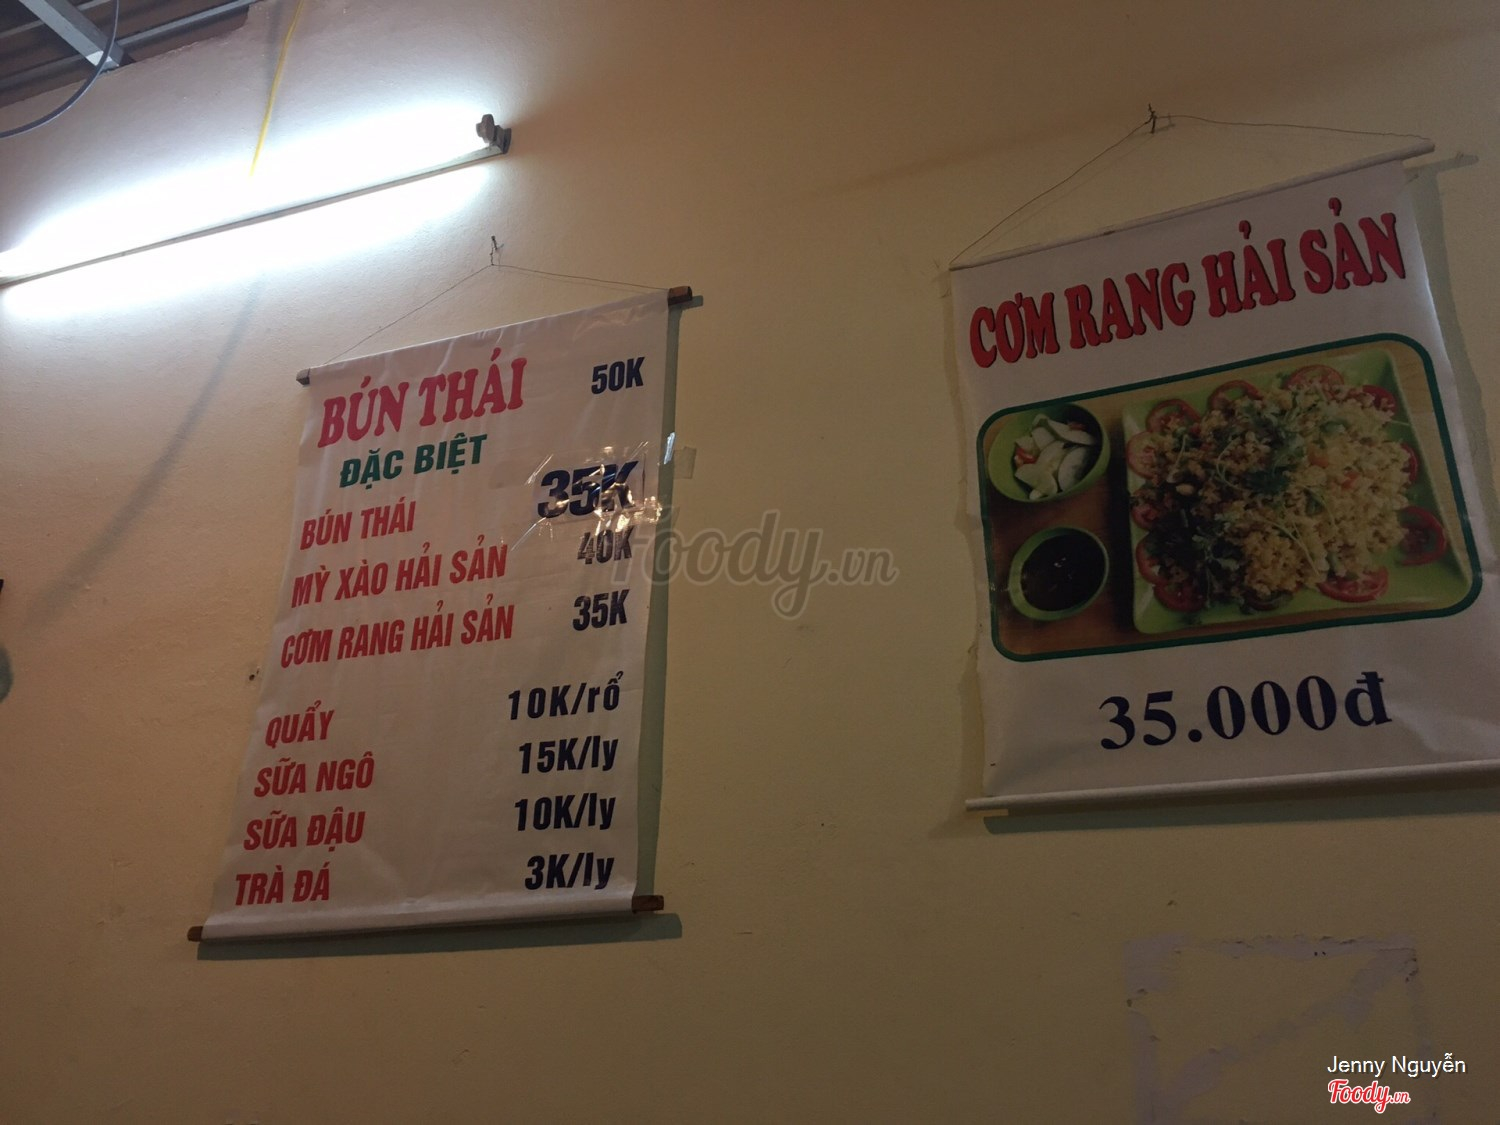 BÚN THÁI 50K
ĐẶC BIỆT
BÚN THÁI 35K
MỲ XÀO HẢI SẢN 40K
CƠM RANG HẢI SẢN 35K
QUẨY 10K/rổ
SỮA NGÔ 15K/ly
SỮA ĐẬU 10K/ly
TRÀ ĐÁ 3K/ly
CƠM RANG HẢI SẢN
35.000đ
Foody.vn
Jenny Nguyễn
Foody.vn